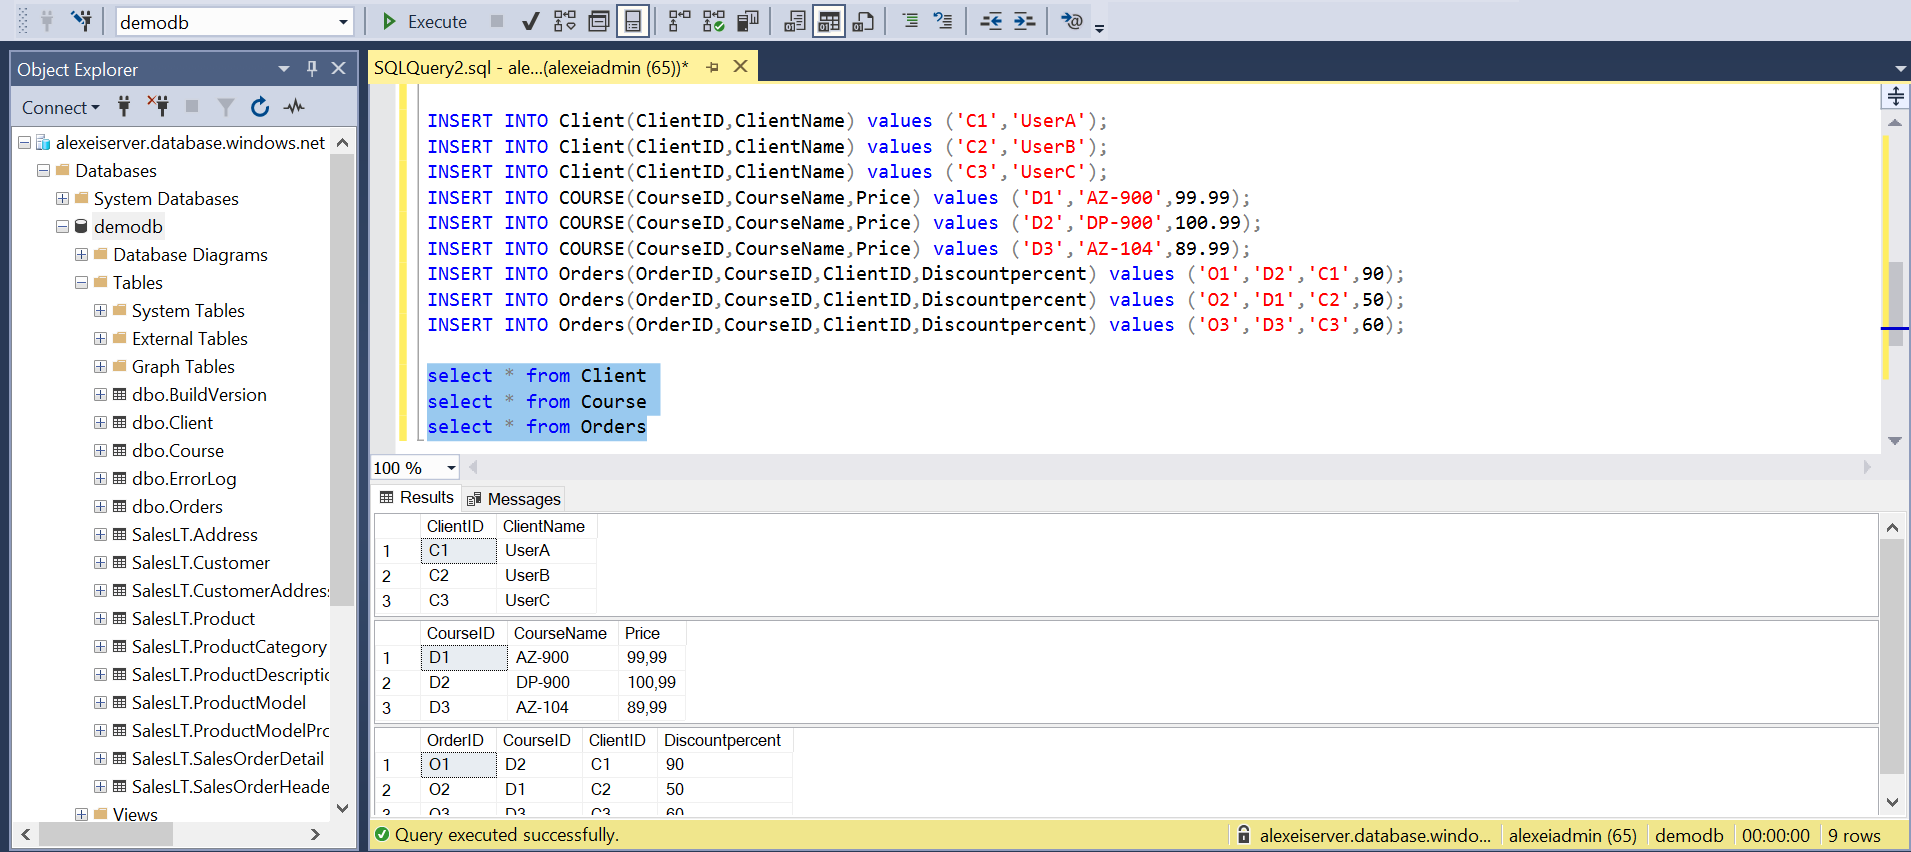 demodb
Execute
Object Explorer
Connect
alexeiserver.database.windows.net
Databases
System Databases
demodb
Database Diagrams
Tables
System Tables
External Tables
Graph Tables
dbo.BuildVersion
dbo.Client
dbo.Course
dbo.ErrorLog
dbo.Orders
SalesLT.Address
SalesLT.Customer
SalesLT.CustomerAddres
SalesLT.Product
SalesLT.ProductCategory
SalesLT.ProductDescriptic
SalesLT.ProductModel
SalesLT.ProductModelPrc
SalesLT.SalesOrderDetail
SalesLT.SalesOrderHeade
Views
SQLQuery2.sql - ale...(alexeiadmin (65))*
INSERT INTO Client(ClientID,ClientName) values ('C1','UserA');
INSERT INTO Client(ClientID,ClientName) values ('C2','UserB');
INSERT INTO Client(ClientID,ClientName) values ('C3','UserC');
INSERT INTO COURSE(CourseID,CourseName,Price) values ('D1','AZ-900',99.99);
INSERT INTO COURSE(CourseID,CourseName,Price) values ('D2','DP-900',100.99);
INSERT INTO COURSE(CourseID,CourseName,Price) values ('D3','AZ-104',89.99);
INSERT INTO Orders(OrderID,CourseID,ClientID,Discountpercent) values ('O1','D2','C1',90);
INSERT INTO Orders(OrderID,CourseID,ClientID,Discountpercent) values ('O2','D1','C2',50);
INSERT INTO Orders(OrderID,CourseID,ClientID,Discountpercent) values ('O3','D3','C3',60);
select * from Client
select * from Course
select * from Orders
100 %
Results Messages
ClientID ClientName
1 C1 UserA
2 C2 UserB
3 C3 UserC
CourseID CourseName Price
1 D1 AZ-900 99,99
2 D2 DP-900 100,99
3 D3 AZ-104 89,99
OrderID CourseID ClientID Discountpercent
1 O1 D2 C1 90
2 O2 D1 C2 50
3 O3 D3 C3 60
Query executed successfully.
alexeiserver.database.windo... alexeiadmin (65) demodb 00:00:00 9 rows